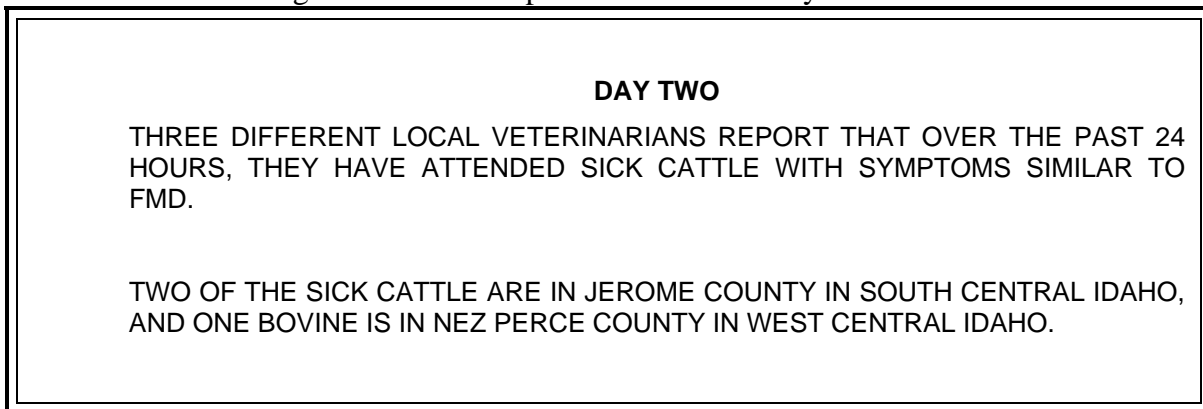 DAY TWO
THREE DIFFERENT LOCAL VETERINARIANS REPORT THAT OVER THE PAST 24
HOURS, THEY HAVE ATTENDED SICK CATTLE WITH SYMPTOMS SIMILAR TO
FMD.
TWO OF THE SICK CATTLE ARE IN JEROME COUNTY IN SOUTH CENTRAL IDAHO,
AND ONE BOVINE IS IN NEZ PERCE COUNTY IN WEST CENTRAL IDAHO.